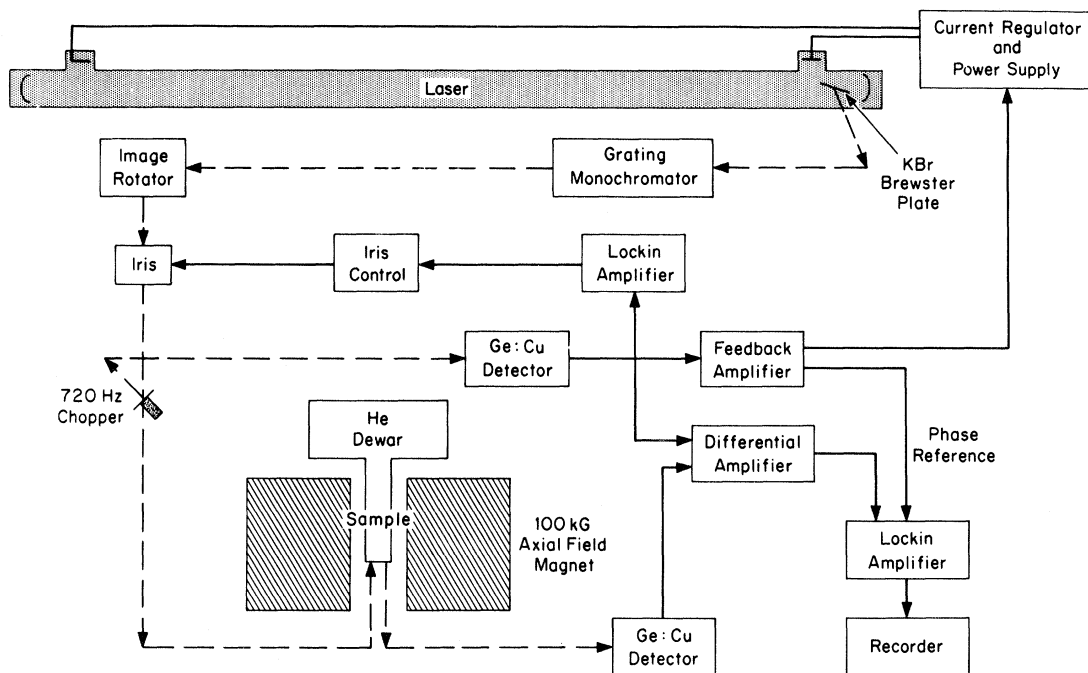 Current Regulator
and
Power Supply
Laser
Image
Rotator
Grating
Monochromator
KBr
Brewster
Plate
Iris
Iris
Control
Lockin
Amplifier
Ge: Cu
Detector
Feedback
Amplifier
720 Hz
Chopper
He
Dewar
Differential
Amplifier
Phase
Reference
Sample
100 kG
Axial Field
Magnet
Lockin
Amplifier
Ge: Cu
Detector
Recorder